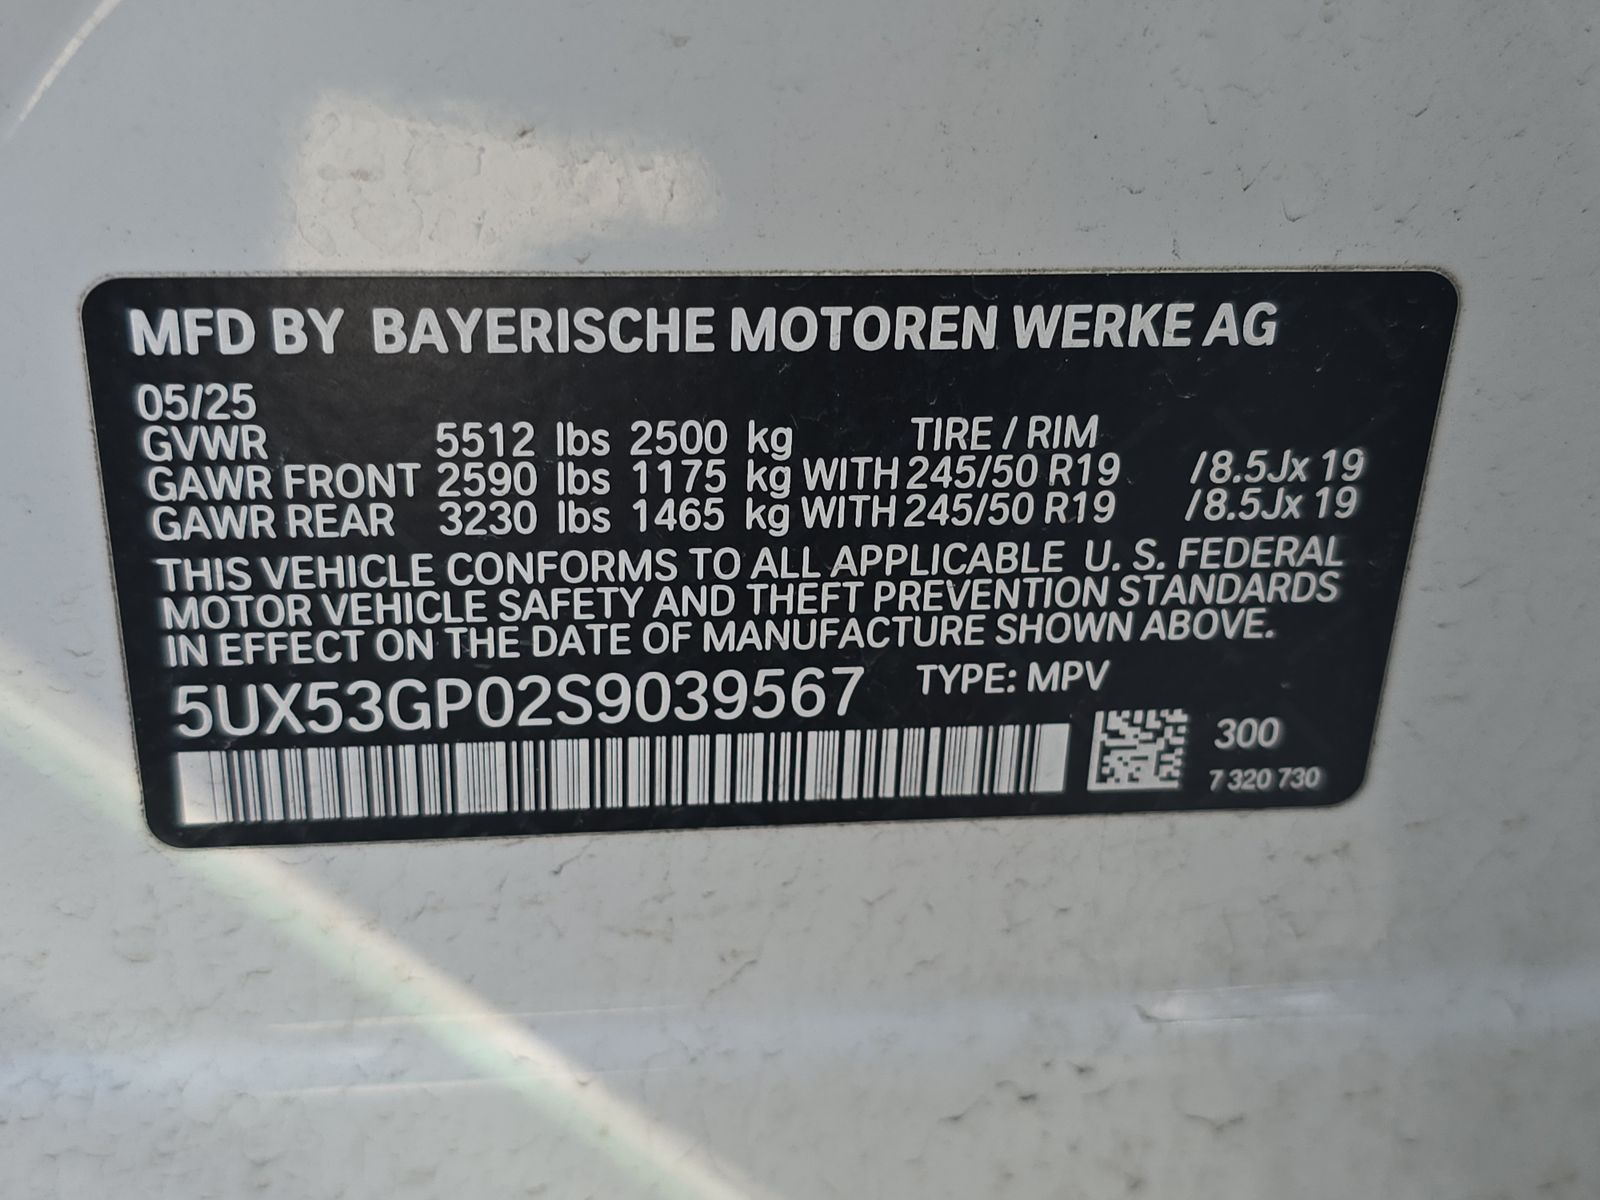 MFD BY BAYERISCHE MOTOREN WERKE AG
05/25
GVWR 5512 lbs 2500 kg TIRE / RIM
GAWR FRONT 2590 lbs 1175 kg WITH 245/50 R19 /8.5Jx 19
GAWR REAR 3230 lbs 1465 kg WITH 245/50 R19 /8.5Jx 19
THIS VEHICLE CONFORMS TO ALL APPLICABLE U. S. FEDERAL
MOTOR VEHICLE SAFETY AND THEFT PREVENTION STANDARDS
IN EFFECT ON THE DATE OF MANUFACTURE SHOWN ABOVE.
5UX53GP02S9039567 TYPE: MPV
300
7 320 730